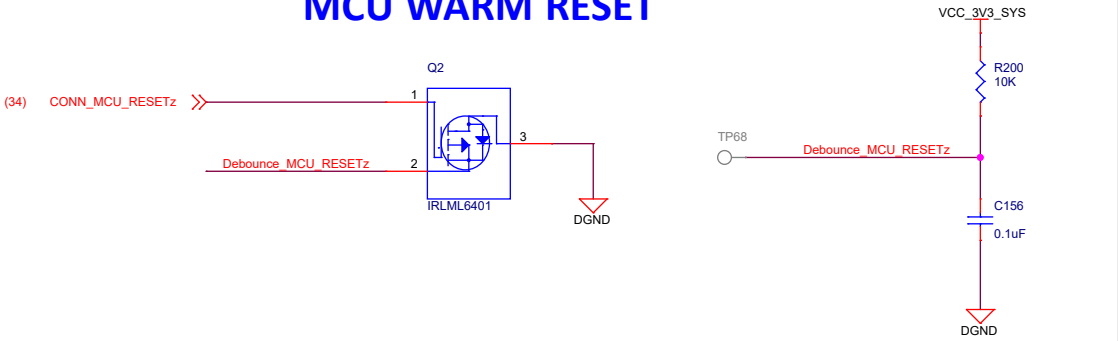 MCU WARM RESET
VCC_3V3_SYS
Q2
R200
10K
(34) CONN_MCU_RESETz
1
3
TP68
Debounce_MCU_RESETz
Debounce_MCU_RESETz
2
IRLML6401
DGND
C156
0.1uF
DGND